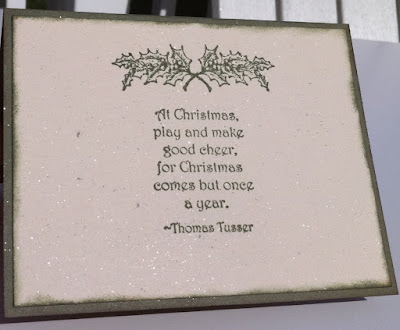 At Christmas,
play and make
good cheer,
for Christmas
comes but once
a year.
~Thomas Tusser